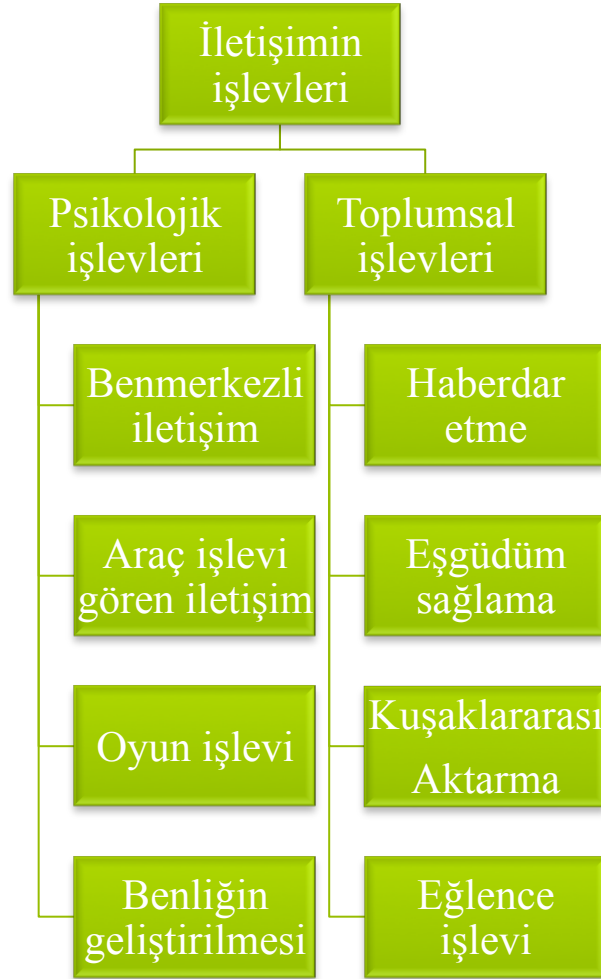 İletişimin
işlevleri
Psikolojik
işlevleri
Toplumsal
işlevleri
Benmerkezli
iletişim
Haberdar
etme
Araç işlevi
gören iletişim
Eşgüdüm
sağlama
Oyun işlevi
Kuşaklararası
Aktarma
Benliğin
geliştirilmesi
Eğlence
işlevi